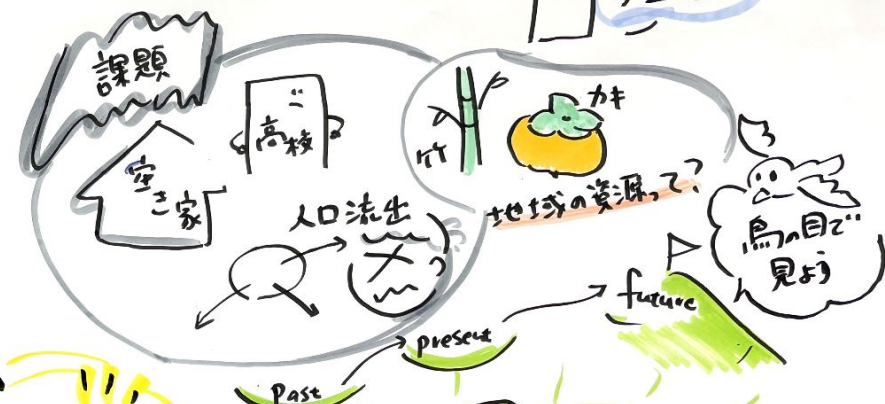 課題
高校
空き家
人口流出
竹
カキ
地域の資源って?
鳥の目で
見よう
past
present
future